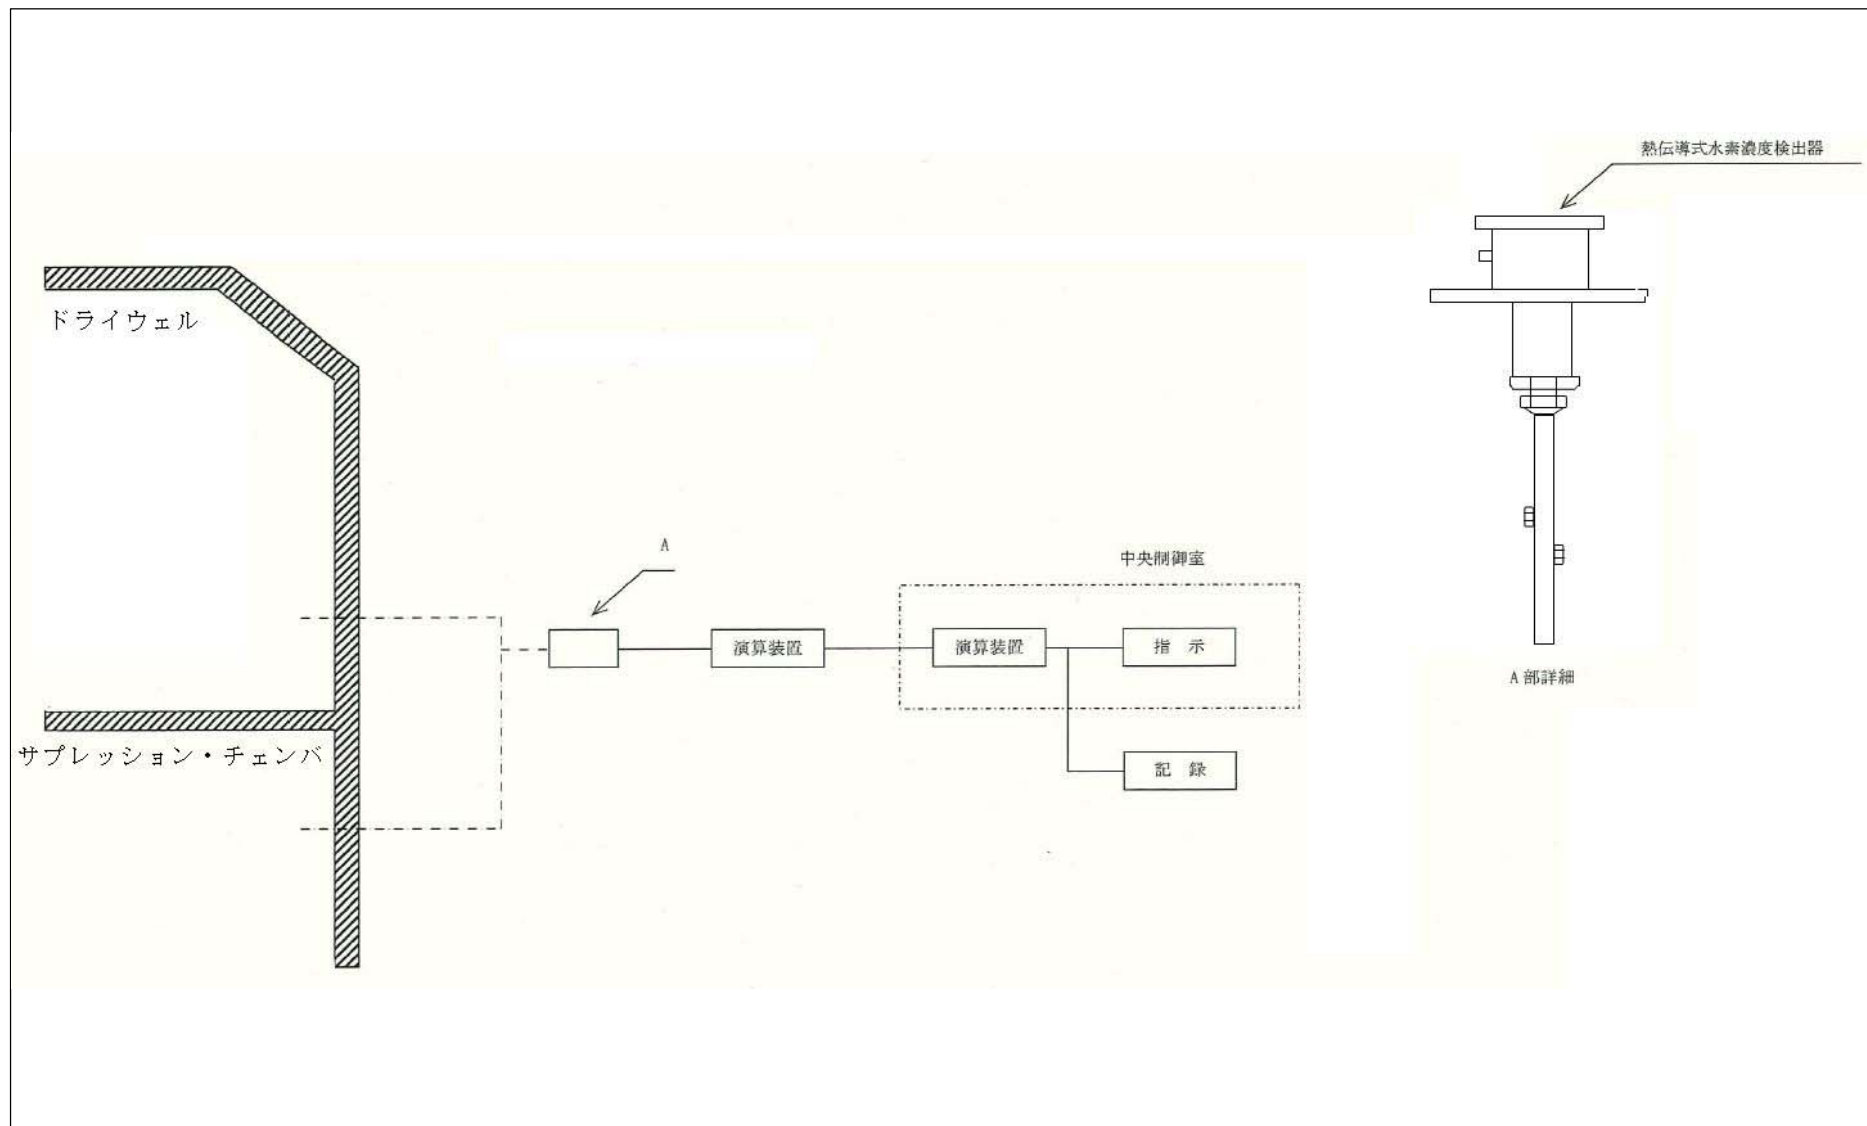 熱伝導式水素濃度検出器
ドライウェル
A
中央制御室
演算装置
演算装置
指 示
A 部詳細
サプレッション・チェンバ
記 録